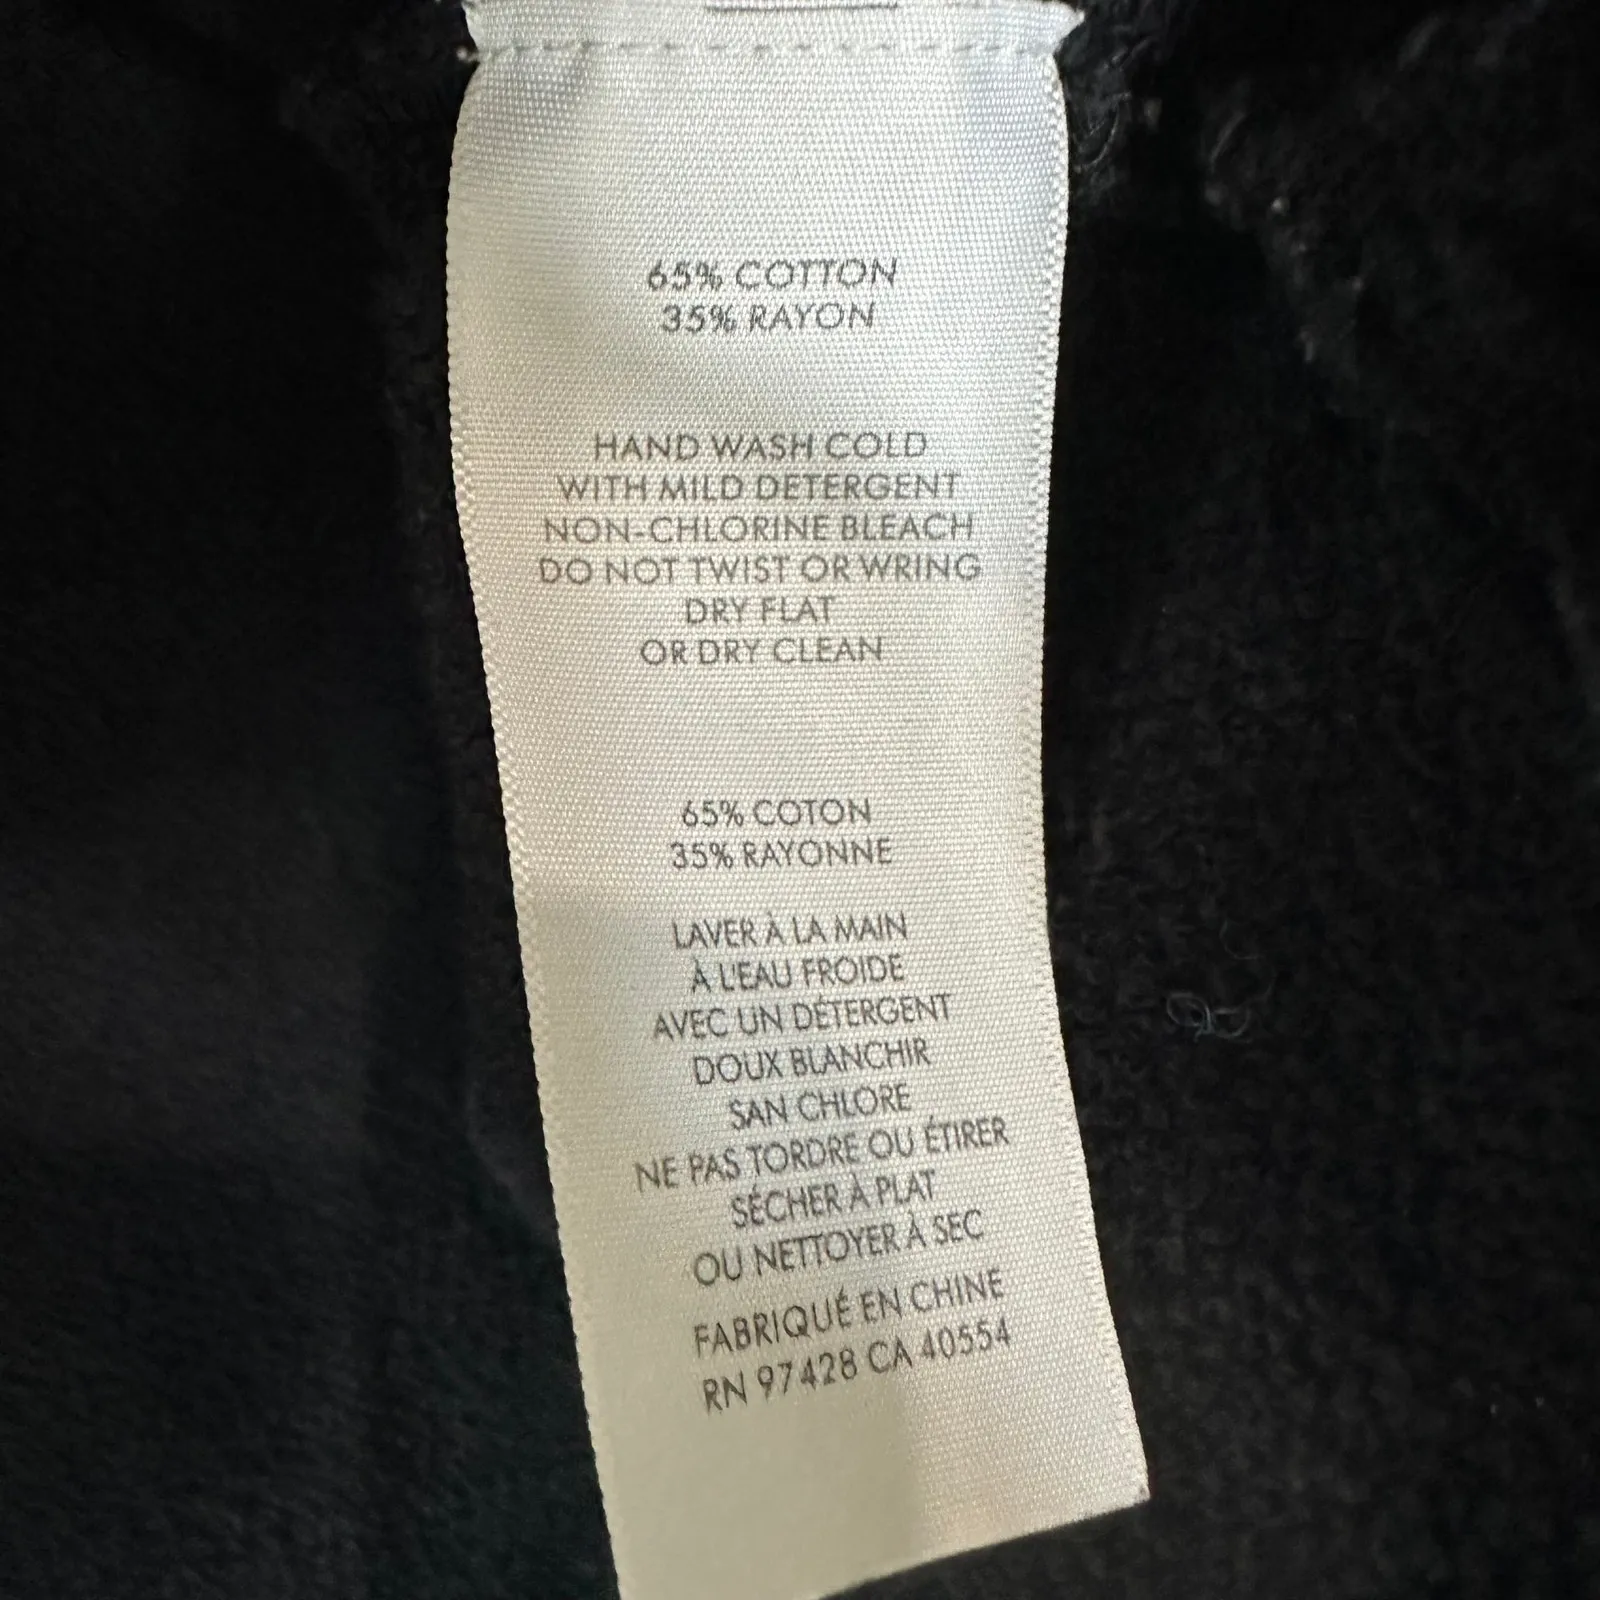 65% COTTON
35% RAYON
HAND WASH COLD
WITH MILD DETERGENT
NON-CHLORINE BLEACH
DO NOT TWIST OR WRING
DRY FLAT
OR DRY CLEAN
65% COTON
35% RAYONNE
LAVER À LA MAIN
À L'EAU FROIDE
AVEC UN DÉTERGENT
DOUX BLANCHIR
SAN CHLORE
NE PAS TORDRE OU ÉTIRER
SÉCHER À PLAT
OU NETTOYER À SEC
FABRIQUÉ EN CHINE
RN 97428 CA 40554